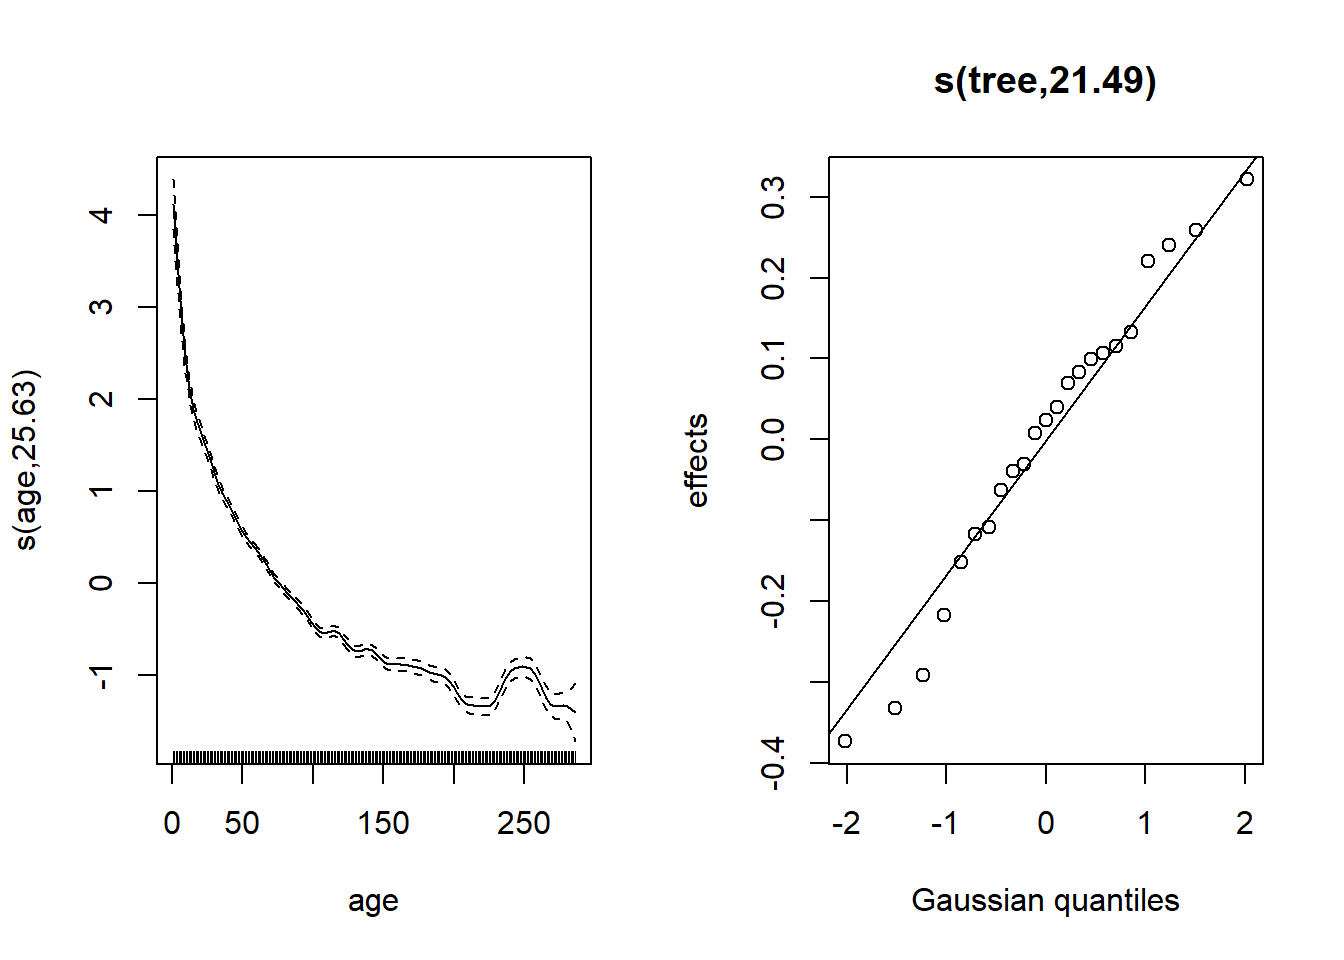 s(age,25.63)
4
3
2
1
0
-1
0 50 150 250
age
s(tree,21.49)
effects
0.3
0.2
0.1
0.0
-0.2
-0.4
-2 -1 0 1 2
Gaussian quantiles